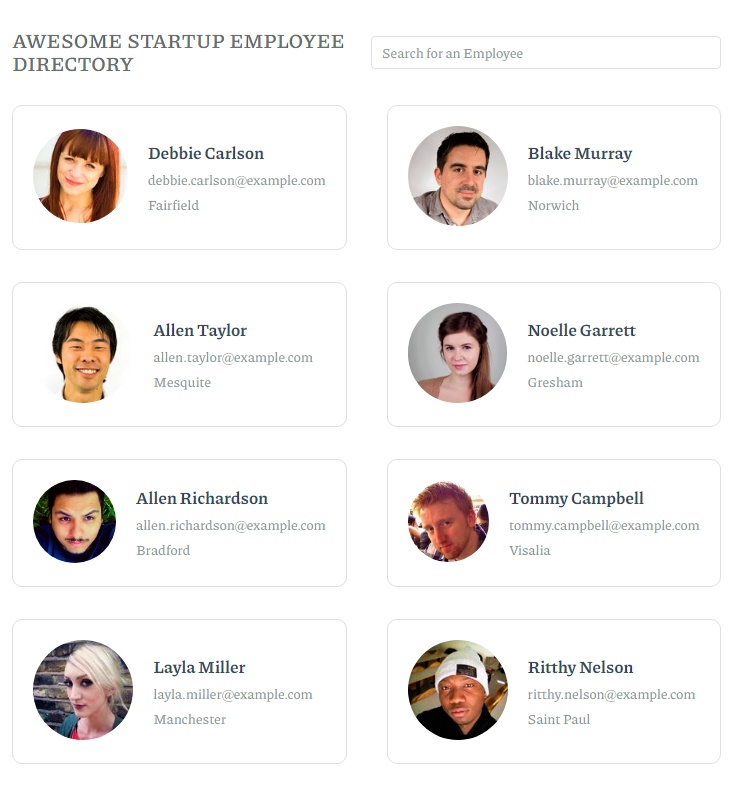 AWESOME STARTUP EMPLOYEE
DIRECTORY
Search for an Employee
Debbie Carlson
debbie.carlson@example.com
Fairfield
Blake Murray
blake.murray@example.com
Norwich
Allen Taylor
allen.taylor@example.com
Mesquite
Noelle Garrett
noelle.garrett@example.com
Gresham
Allen Richardson
allen.richardson@example.com
Bradford
Tommy Campbell
tommy.campbell@example.com
Visalia
Layla Miller
layla.miller@example.com
Manchester
Ritthy Nelson
ritthy.nelson@example.com
Saint Paul